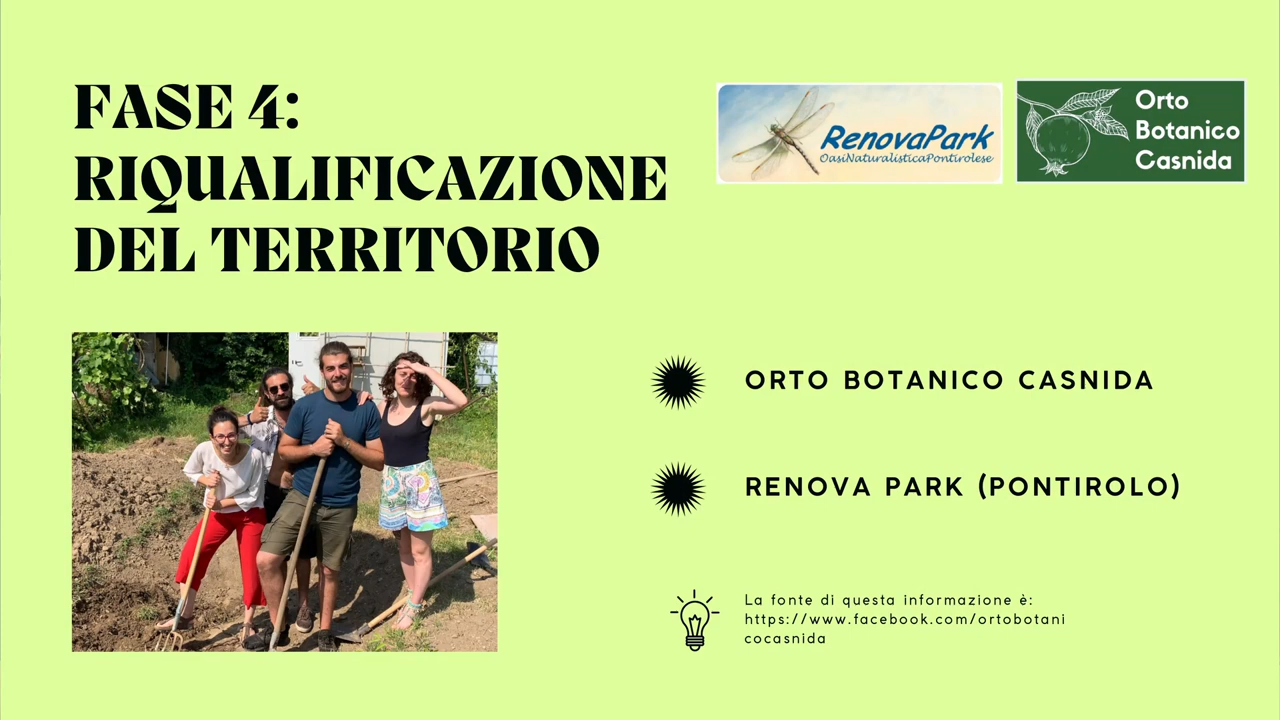 FASE 4:
RIQUALIFICAZIONE
DEL TERRITORIO
RenovaPark
OasiNaturalisticaPontirolese
Orto
Botanico
Casnida
ORTO BOTANICO CASNIDA
RENOVA PARK (PONTIROLO)
La fonte di questa informazione è:
https://www.facebook.com/ortobotani
cocasnida